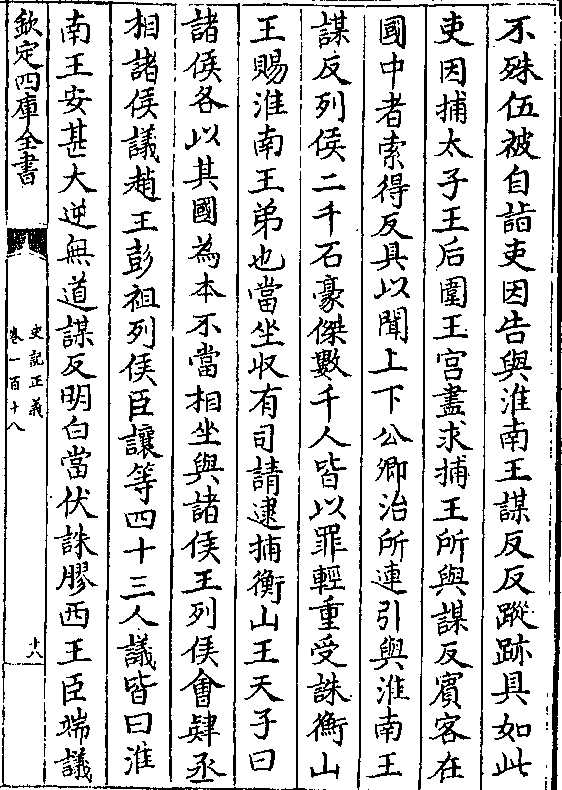 不殊伍被自詣吏因告與淮南王謀反反蹤跡具如此
吏因捕太子王后圍王宮盡求捕王所與謀反賓客在
國中者索得反具以聞上下公卿治所連引與淮南王
謀反列侯二千石豪傑數千人皆以罪輕重受誅衡山
王賜淮南王弟也當坐收有司請逮捕衡山王天子曰
諸侯各以其國為本不當相坐與諸侯王列侯會肄丞
相諸侯議趙王彭祖列侯臣讓等四十三人議皆曰淮
南王安甚大逆無道謀反明白當伏誅膠西王臣端議
欽定四庫全書
史記正義
卷一百十八
十八